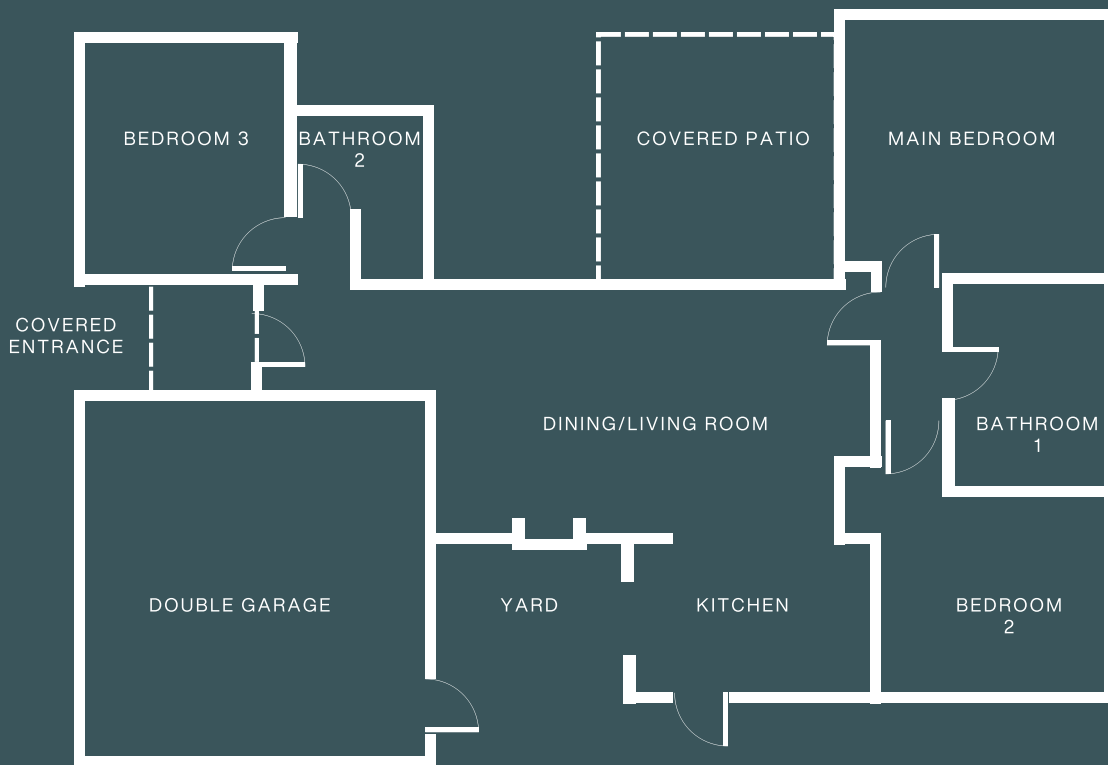 BEDROOM 3
BATHROOM
2
COVERED PATIO
MAIN BEDROOM
COVERED
ENTRANCE
DINING/LIVING ROOM
BATHROOM
1
DOUBLE GARAGE
YARD
KITCHEN
BEDROOM
2